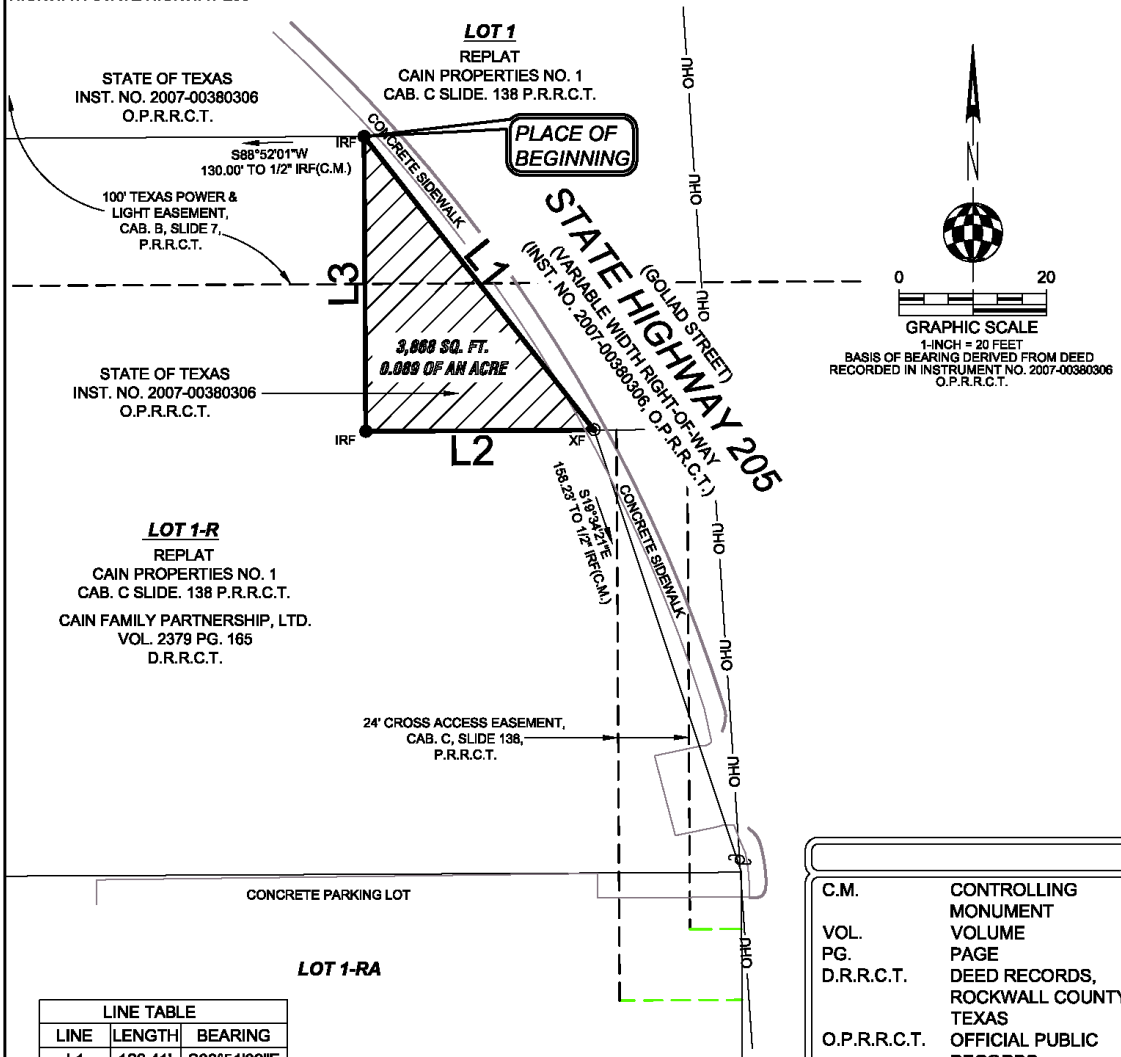 LOT 1
REPLAT
CAIN PROPERTIES NO. 1
CAB. C SLIDE. 138 P.R.R.C.T.
STATE OF TEXAS
INST. NO. 2007-00380306
O.P.R.R.C.T.
IRF
S88°52'01"W
130.00' TO 1/2" IRF(C.M.)
PLACE OF
BEGINNING
CONCRETE SIDEWALK
100' TEXAS POWER &
LIGHT EASEMENT,
CAB. B, SLIDE 7,
P.R.R.C.T.
L1
L3
3,868 SQ. FT.
0.089 OF AN ACRE
STATE OF TEXAS
INST. NO. 2007-00380306
O.P.R.R.C.T.
IRF
L2
XF
(GOLIAD STREET)
STATE HIGHWAY 205
(VARIABLE WIDTH RIGHT-OF-WAY
(INST. NO. 2007-00380306, O.P.R.R.C.T.)
OHU
OHU
OHU
OHU
OHU
OHU
OHU
OHU
N
0 20
GRAPHIC SCALE
1-INCH = 20 FEET
BASIS OF BEARING DERIVED FROM DEED
RECORDED IN INSTRUMENT NO. 2007-00380306
O.P.R.R.C.T.
S19°34'21"E
158.23' TO 1/2" IRF(C.M.)
CONCRETE SIDEWALK
LOT 1-R
REPLAT
CAIN PROPERTIES NO. 1
CAB. C SLIDE. 138 P.R.R.C.T.
CAIN FAMILY PARTNERSHIP, LTD.
VOL. 2379 PG. 165
D.R.R.C.T.
24' CROSS ACCESS EASEMENT,
CAB. C, SLIDE 138,
P.R.R.C.T.
CONCRETE PARKING LOT
LOT 1-RA
LINE TABLE
LINE LENGTH BEARING
C.M. CONTROLLING
MONUMENT
VOL. VOLUME
PG. PAGE
D.R.R.C.T. DEED RECORDS,
ROCKWALL COUNTY
TEXAS
O.P.R.R.C.T. OFFICIAL PUBLIC